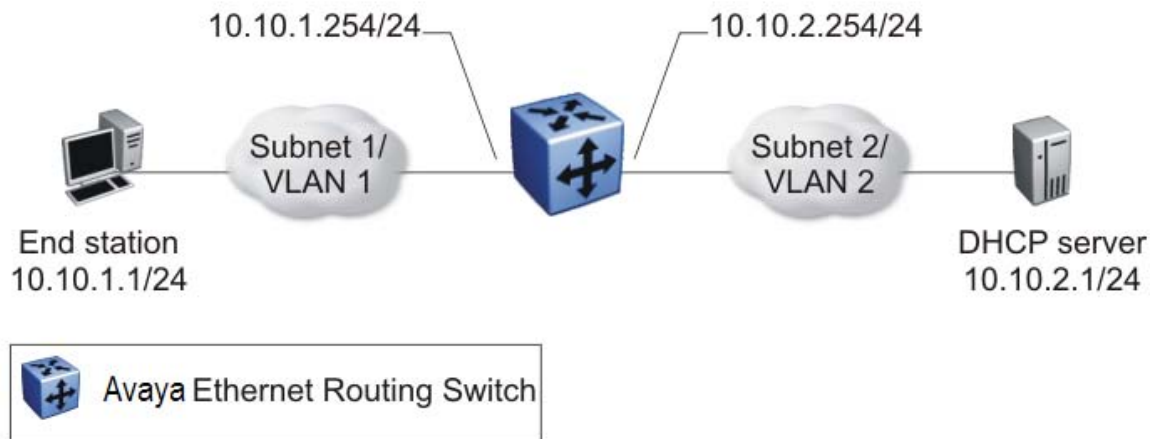 10.10.1.254/24
10.10.2.254/24
Subnet 1/
VLAN 1
Subnet 2/
VLAN 2
End station
10.10.1.1/24
DHCP server
10.10.2.1/24
Avaya Ethernet Routing Switch